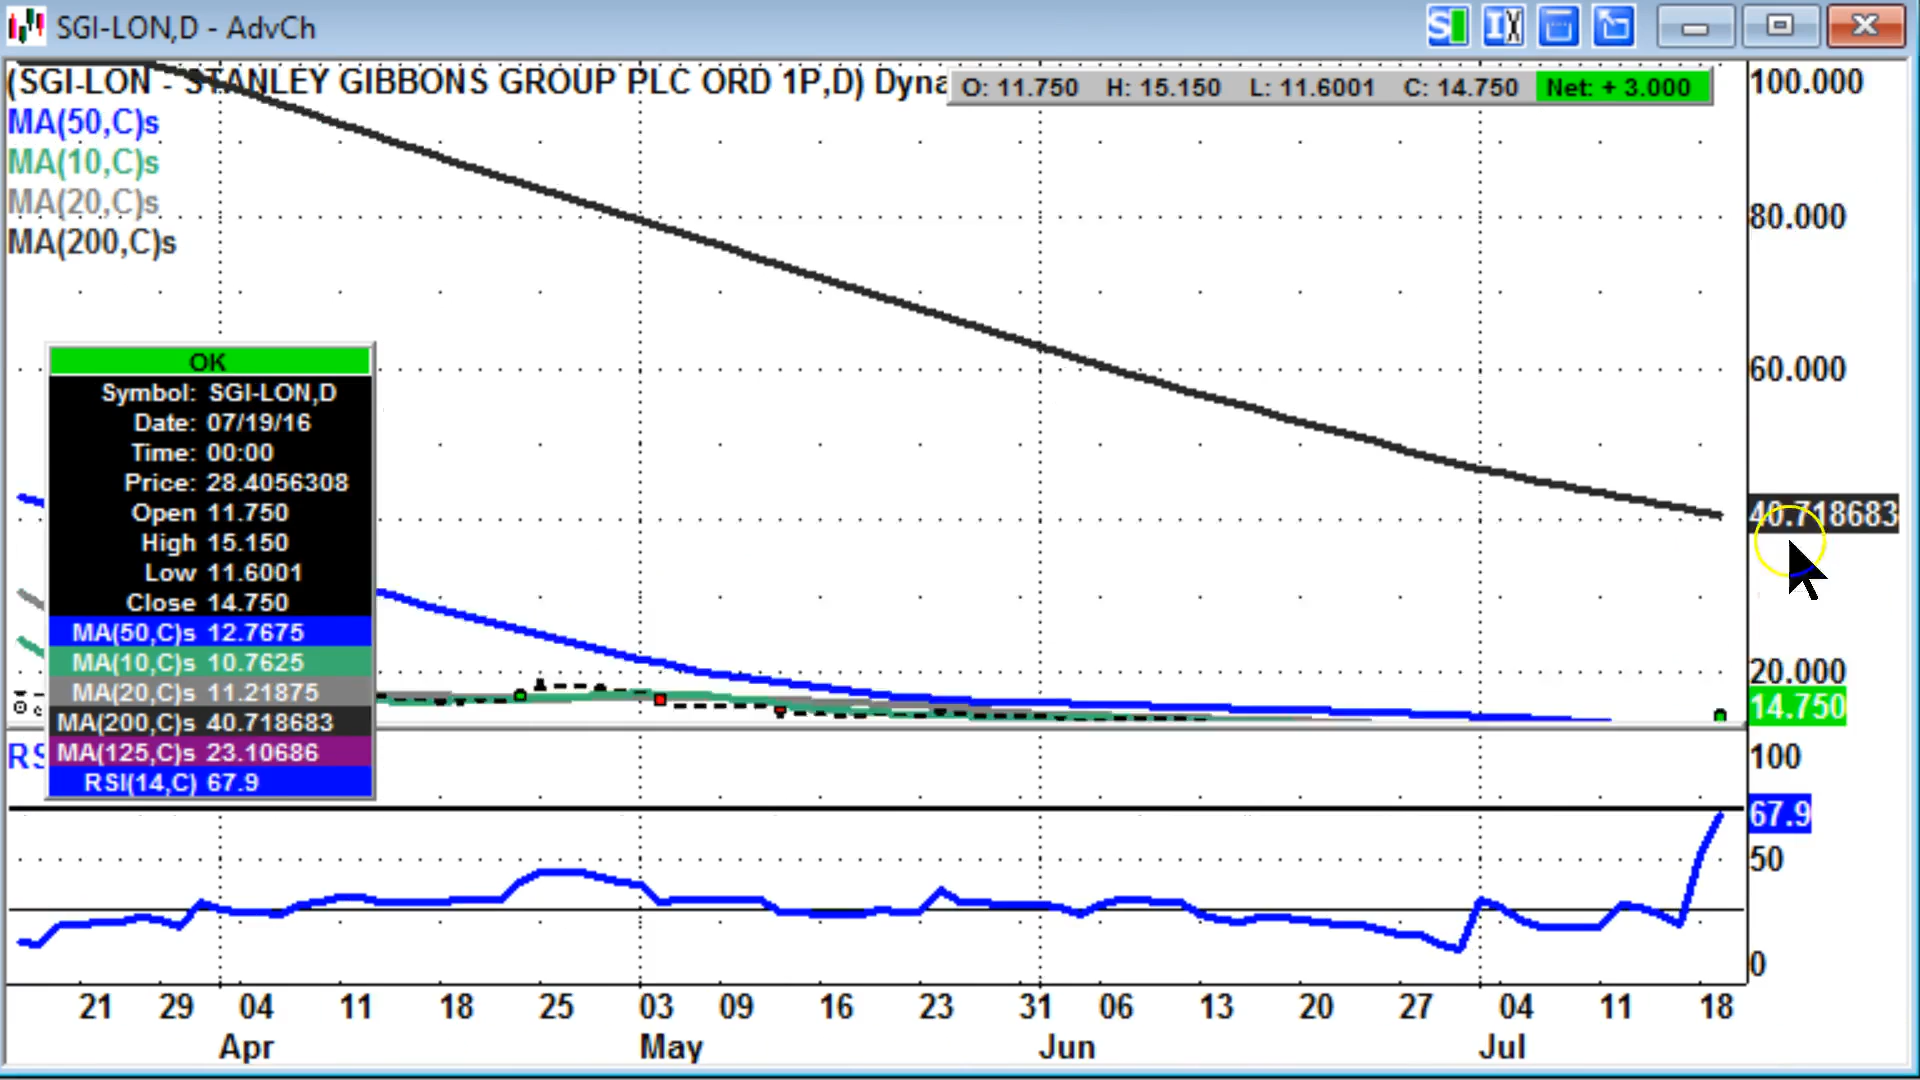 SGI-LON,D - AdvCh
(SGI-LON - STANLEY GIBBONS GROUP PLC ORD 1P,D) Dyna
O: 11.750 H: 15.150 L: 11.6001 C: 14.750 Net: + 3.000
MA(50,C)s
MA(10,C)s
MA(20,C)s
MA(200,C)s
100.000
80.000
60.000
40.718683
20.000
14.750
OK
Symbol: SGI-LON,D
Date: 07/19/16
Time: 00:00
Price: 28.4056308
Open 11.750
High 15.150
Low 11.6001
Close 14.750
MA(50,C)s 12.7675
MA(10,C)s 10.7625
MA(20,C)s 11.21875
MA(200,C)s 40.718683
MA(125,C)s 23.10686
RSI(14,C) 67.9
RS
100
67.9
50
0
21 29 04 11 18 25 03 09 16 23 31 06 13 20 27 04 11 18
Apr May Jun Jul